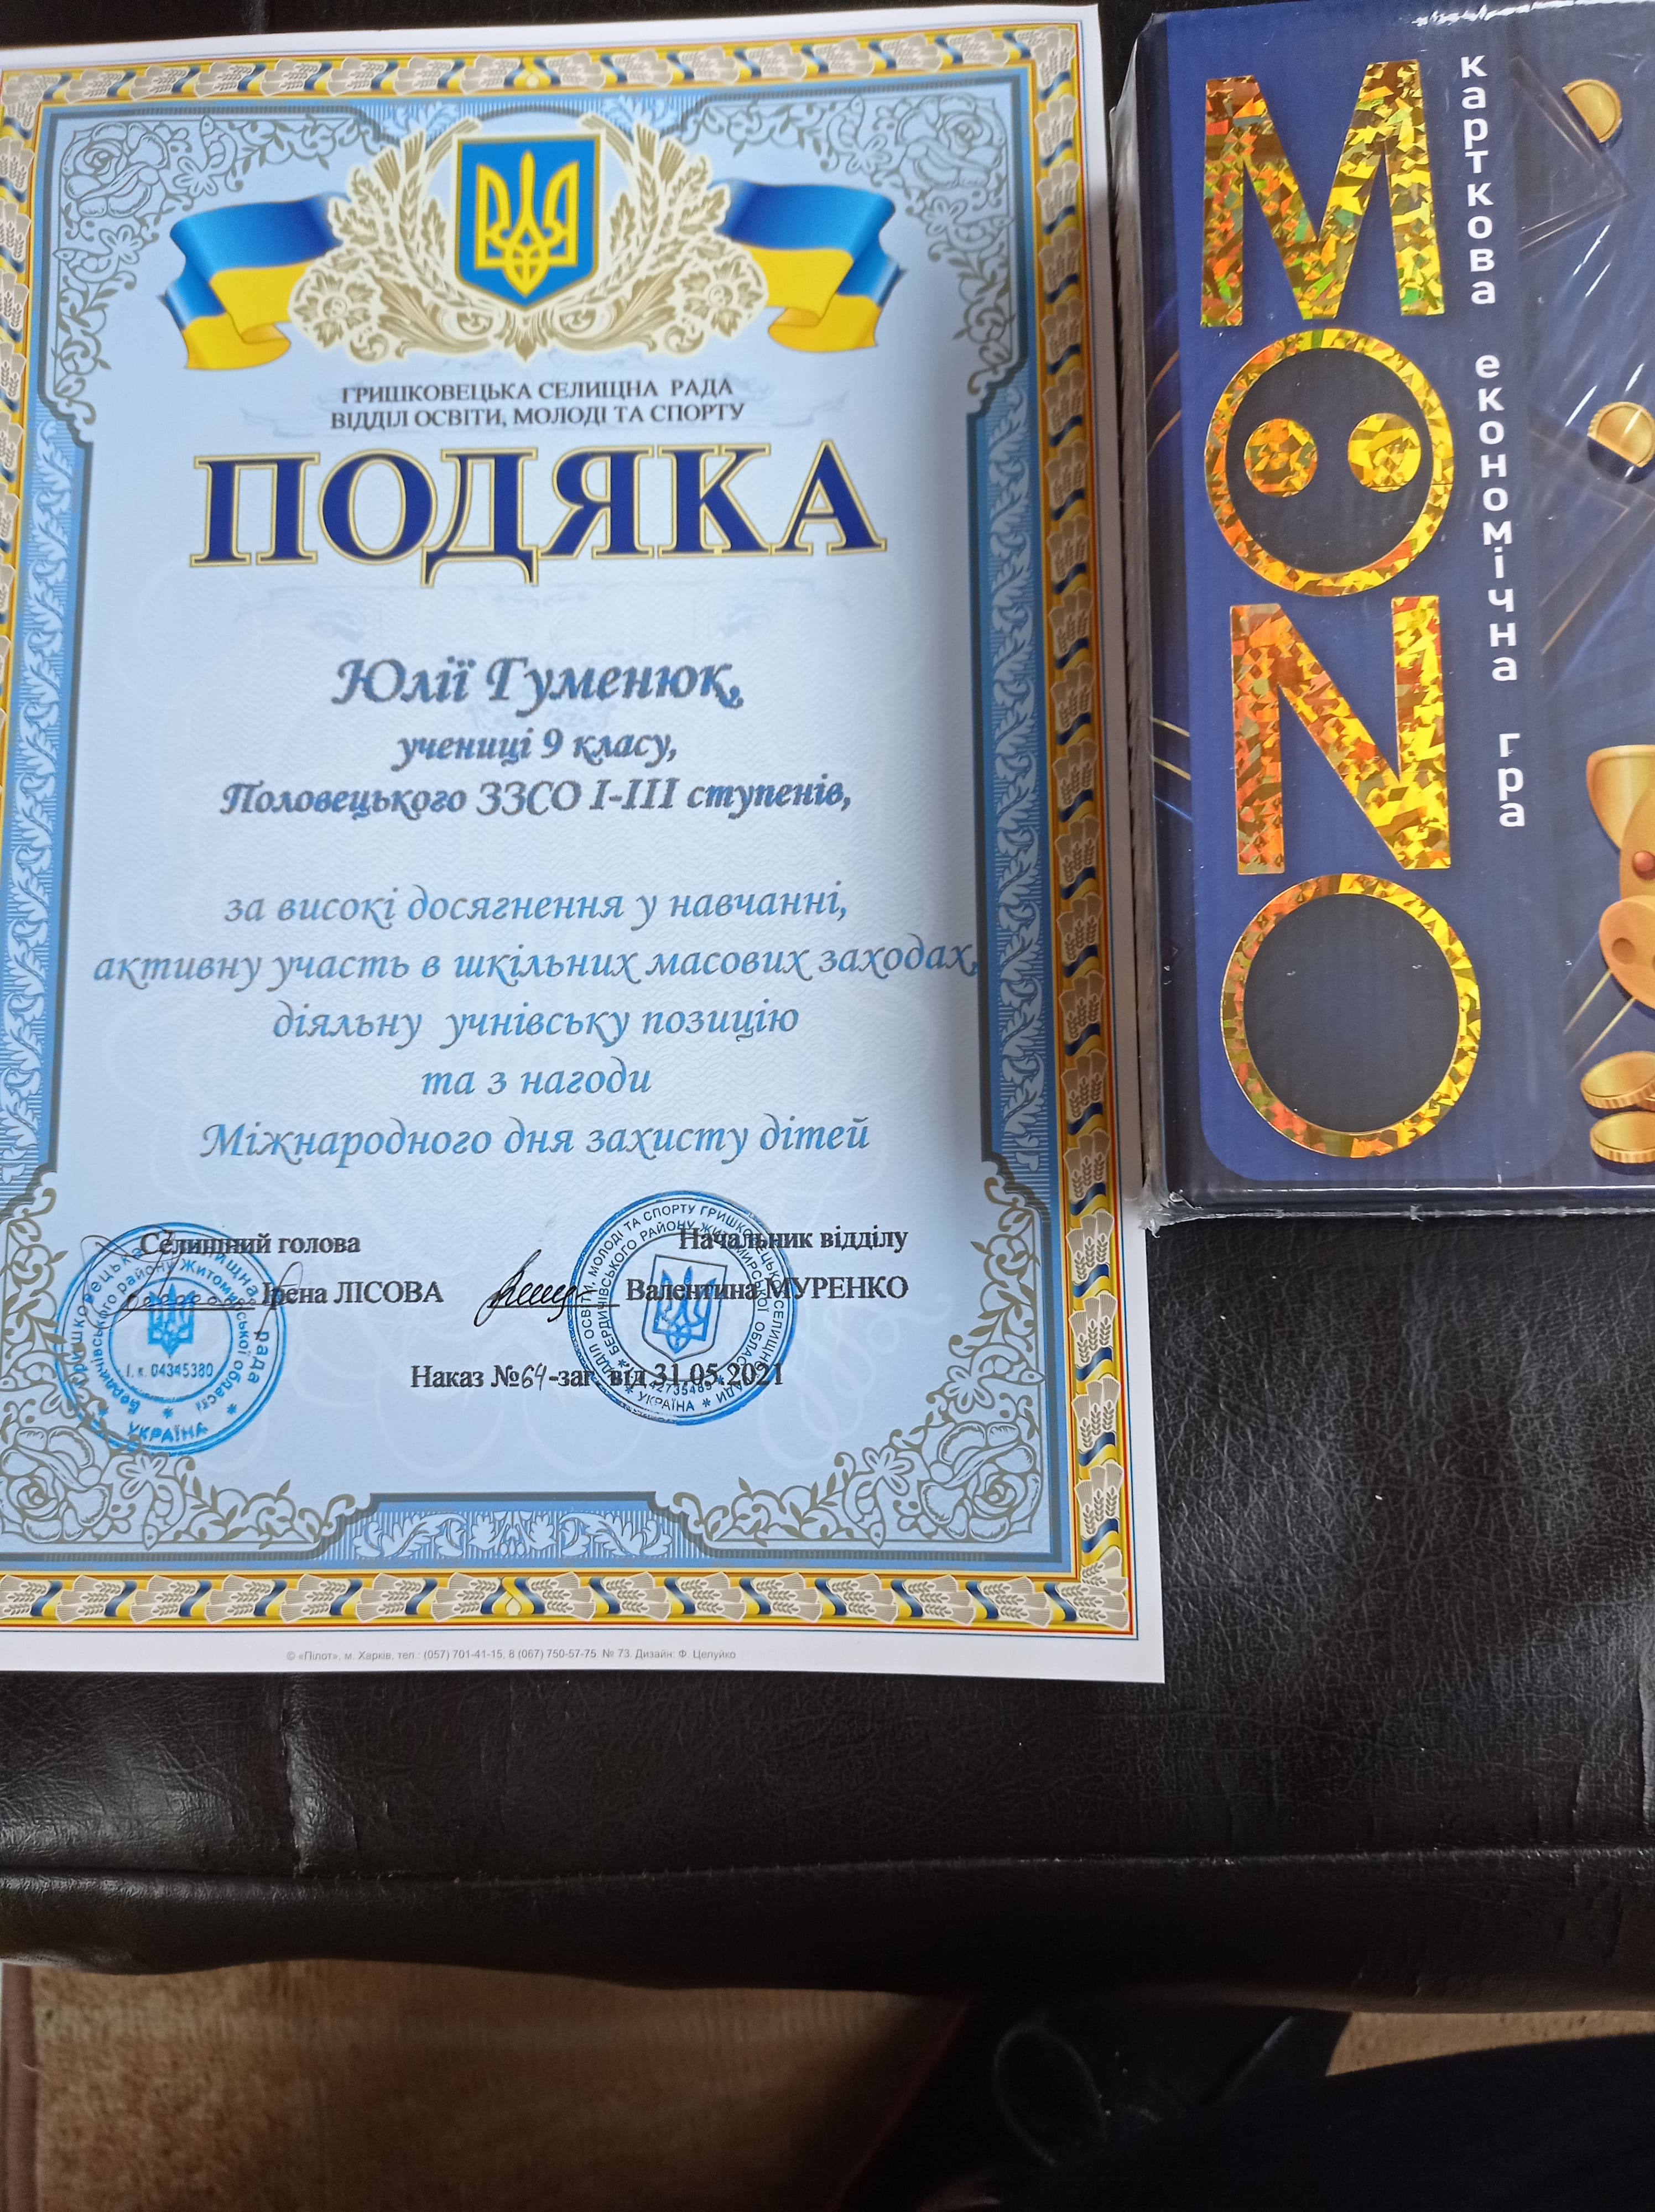 ГРИШКОВЕЦЬКА СЕЛИЩНА РАДА
ВІДДІЛ ОСВІТИ, МОЛОДІ ТА СПОРТУ
ПОДЯКА
Юлії Гуменюк,
учениці 9 класу,
Половецького ЗЗСО І-ІІІ ступенів,
за високі досягнення у навчанні,
активну участь в шкільних масових заходах,
діяльну учнівську позицію
та з нагоди
Міжнародного дня захисту дітей
Селищний голова
Ірена ЛІСОВА
Начальник відділу
Валентина МУРЕНКО
Наказ №64-заг. від 31.05.2021
І.к. 04345380
УКРАЇНА
УКРАЇНА
© «Пілот», м. Харків, тел.: (057) 701-41-15, 8 (067) 750-57-75. № 73. Дизайн: Ф. Целуйко
MÖNO
карткова економічна гра